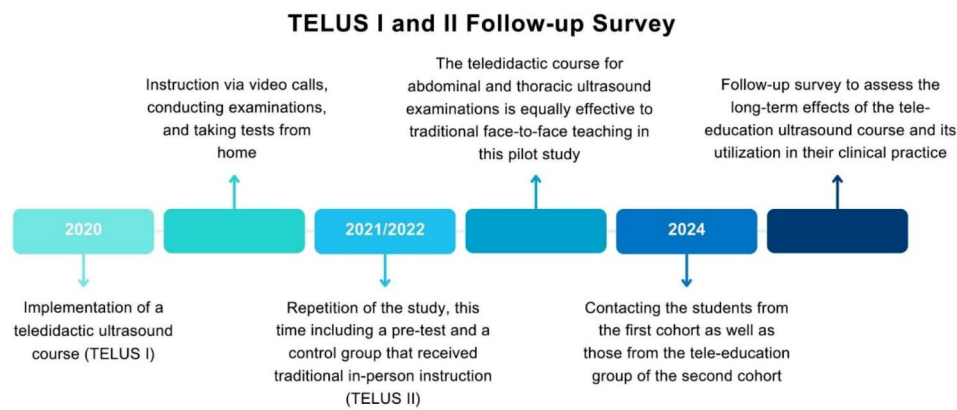 TELUS I and II Follow-up Survey
Instruction via video calls,
conducting examinations,
and taking tests from
home
The teledidactic course for
abdominal and thoracic ultrasound
examinations is equally effective to
traditional face-to-face teaching in
this pilot study
Follow-up survey to assess the
long-term effects of the tele-
education ultrasound course and its
utilization in their clinical practice
2020
2021/2022
2024
Implementation of a
teledidactic ultrasound
course (TELUS I)
Repetition of the study, this
time including a pre-test and a
control group that received
traditional in-person instruction
(TELUS II)
Contacting the students from
the first cohort as well as
those from the tele-education
group of the second cohort